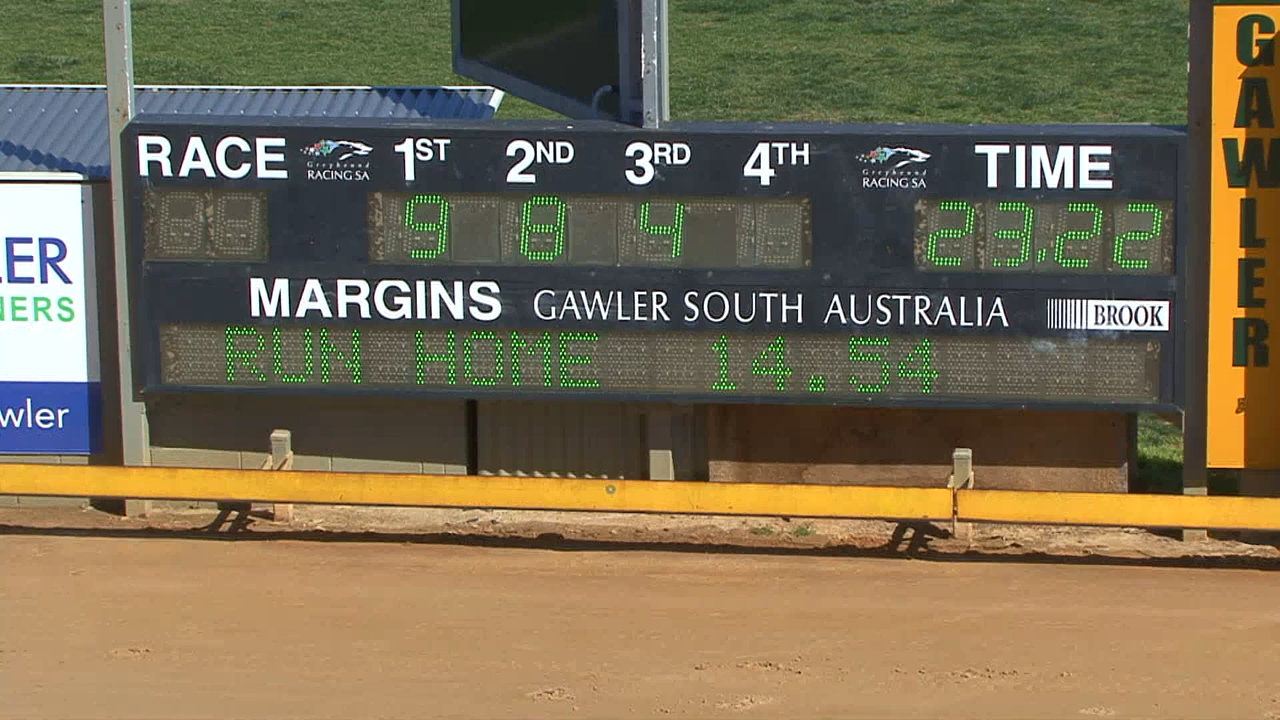 RACE
Greyhound
RACING SA
1ST 2ND 3RD 4TH
Greyhound
RACING SA
TIME
9 8 4 23.22
MARGINS GAWLER SOUTH AUSTRALIA BROOK
RUN HOME 14.54
LER
NERS
wler
GAWLER